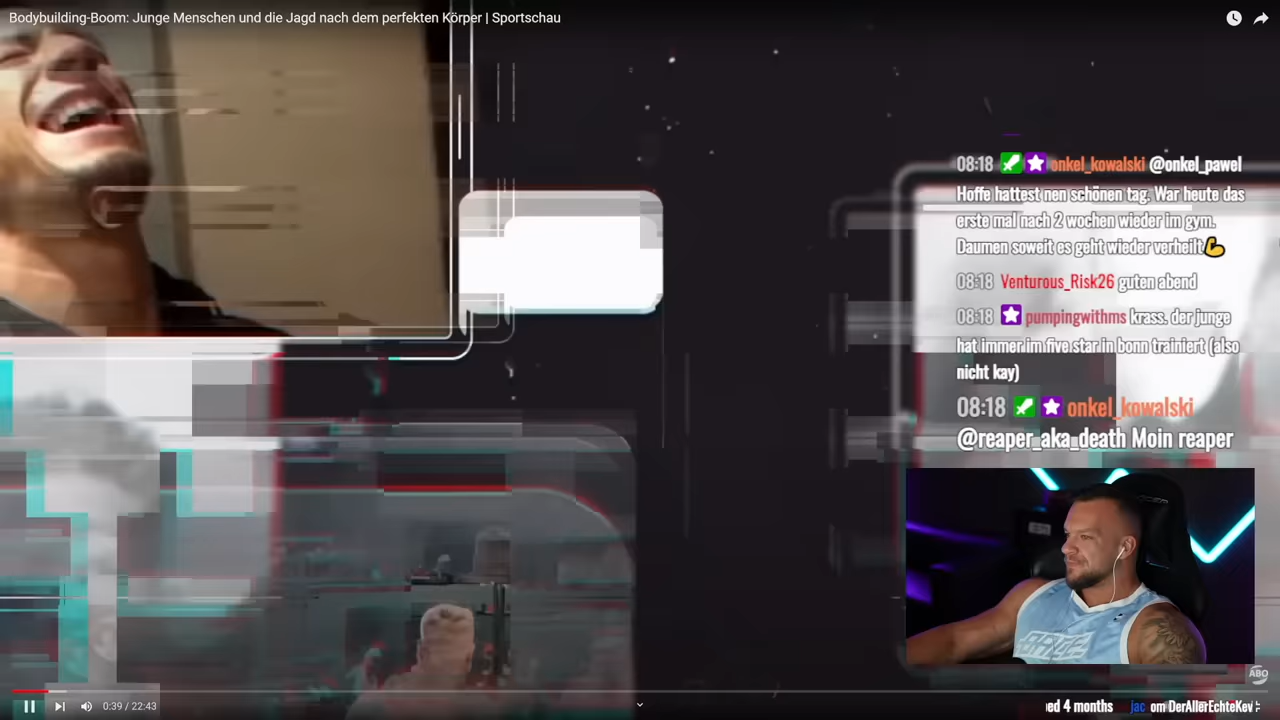 Bodybuilding-Boom: Junge Menschen und die Jagd nach dem perfekten Körper | Sportschau
08:18 onkel_kowalski @onkel_pawel
Hoffe hattest nen schönen tag. War heute das
erste mal nach 2 wochen wieder im gym.
Daumen soweit es geht wieder verheilt💪
08:18 Venturous_Risk26 guten abend
08:18 pumpingwithms krass. der junge
hat immer im five star in bonn trainiert (also
nicht kay)
08:18 onkel_kowalski
@reaper_aka_death Moin reaper
ABO
0:39 / 22:43
4 months
om DerAllerEchteKev